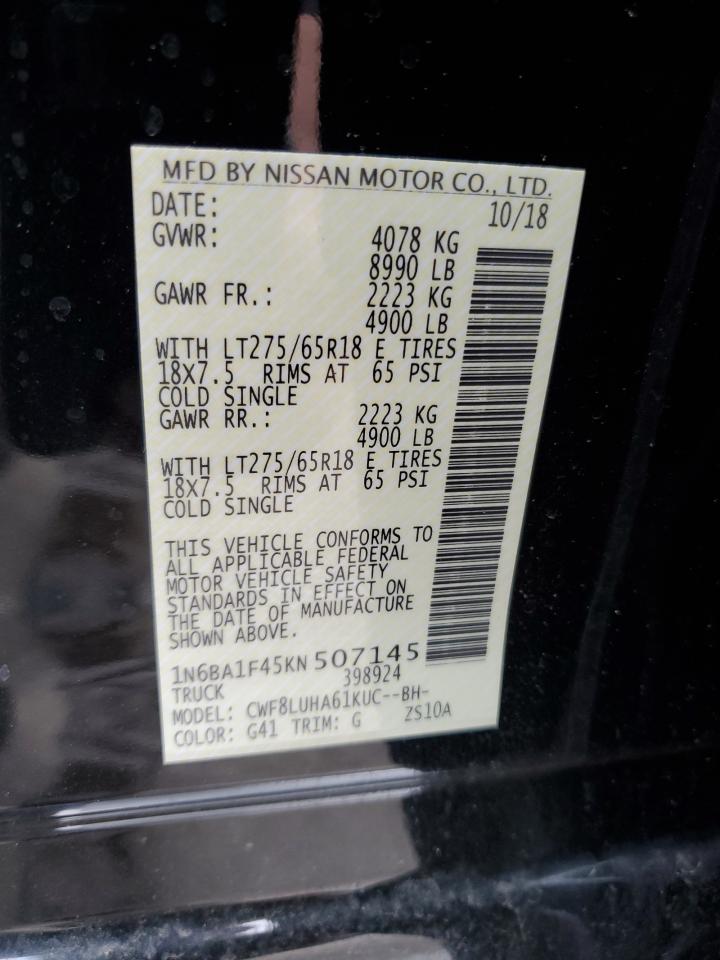 MFD BY NISSAN MOTOR CO., LTD.
DATE: 10/18
GVWR: 4078 KG
8990 LB
GAWR FR.: 2223 KG
4900 LB
WITH LT275/65R18 E TIRES
18X7.5 RIMS AT 65 PSI
COLD SINGLE
GAWR RR.: 2223 KG
4900 LB
WITH LT275/65R18 E TIRES
18X7.5 RIMS AT 65 PSI
COLD SINGLE
THIS VEHICLE CONFORMS TO
ALL APPLICABLE FEDERAL
MOTOR VEHICLE SAFETY
STANDARDS IN EFFECT ON
THE DATE OF MANUFACTURE
SHOWN ABOVE.
1N6BA1F45KN507145
TRUCK 398924
MODEL: CWF8LUHA61KUC--BH-
COLOR: G41 TRIM: G ZS10A